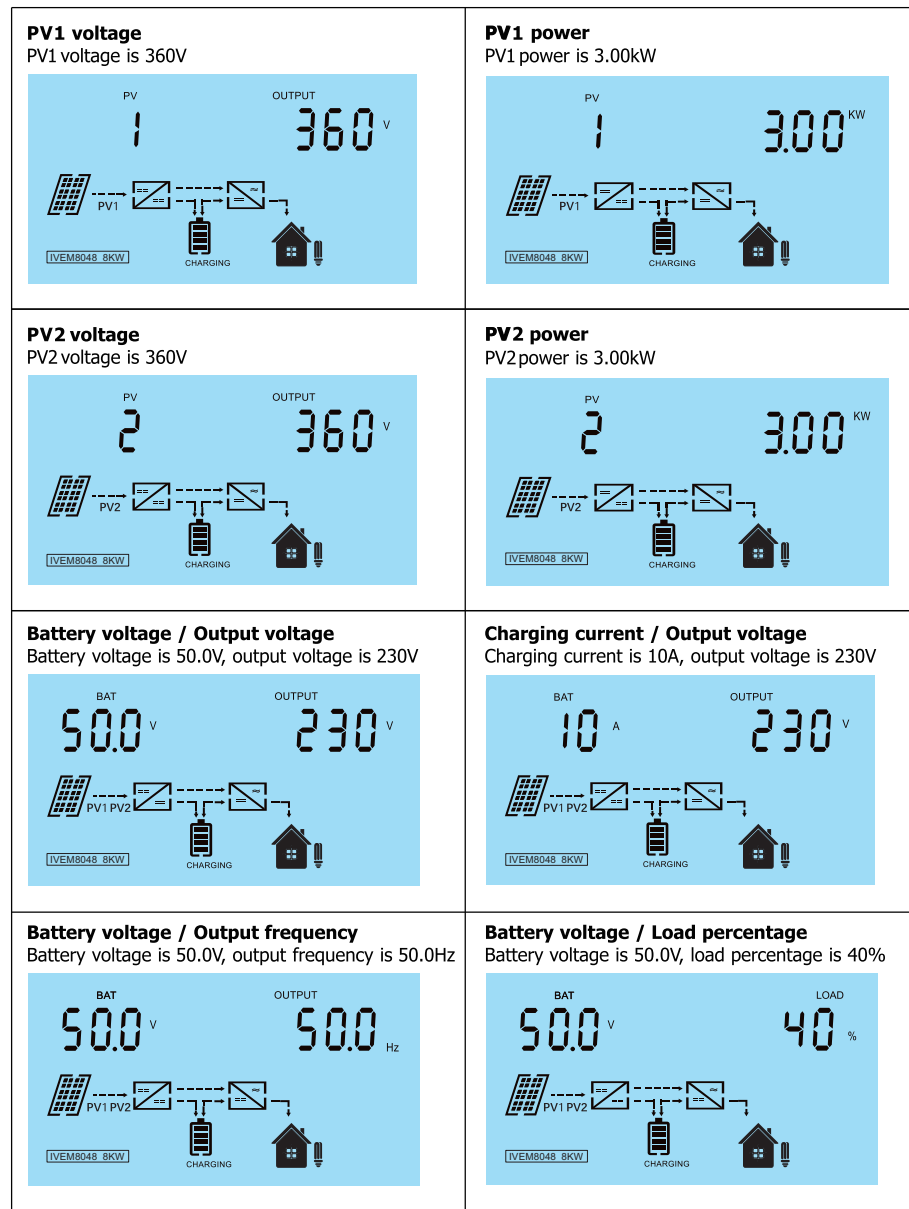 PV1 voltage
PV1 voltage is 360V
PV OUTPUT
1 360 V
PV1
CHARGING
IVEM8048 8KW
PV1 power
PV1 power is 3.00kW
PV
1 3.00 KW
PV1
CHARGING
IVEM8048 8KW
PV2 voltage
PV2 voltage is 360V
PV OUTPUT
2 360 V
PV2
CHARGING
IVEM8048 8KW
PV2 power
PV2 power is 3.00kW
PV
2 3.00 KW
PV2
CHARGING
IVEM8048 8KW
Battery voltage / Output voltage
Battery voltage is 50.0V, output voltage is 230V
BAT OUTPUT
50.0 V 230 V
PV1 PV2
CHARGING
IVEM8048 8KW
Charging current / Output voltage
Charging current is 10A, output voltage is 230V
BAT OUTPUT
10 A 230 V
PV1 PV2
CHARGING
IVEM8048 8KW
Battery voltage / Output frequency
Battery voltage is 50.0V, output frequency is 50.0Hz
BAT OUTPUT
50.0 V 50.0 Hz
PV1 PV2
CHARGING
IVEM8048 8KW
Battery voltage / Load percentage
Battery voltage is 50.0V, load percentage is 40%
BAT LOAD
50.0 V 40 %
PV1 PV2
CHARGING
IVEM8048 8KW